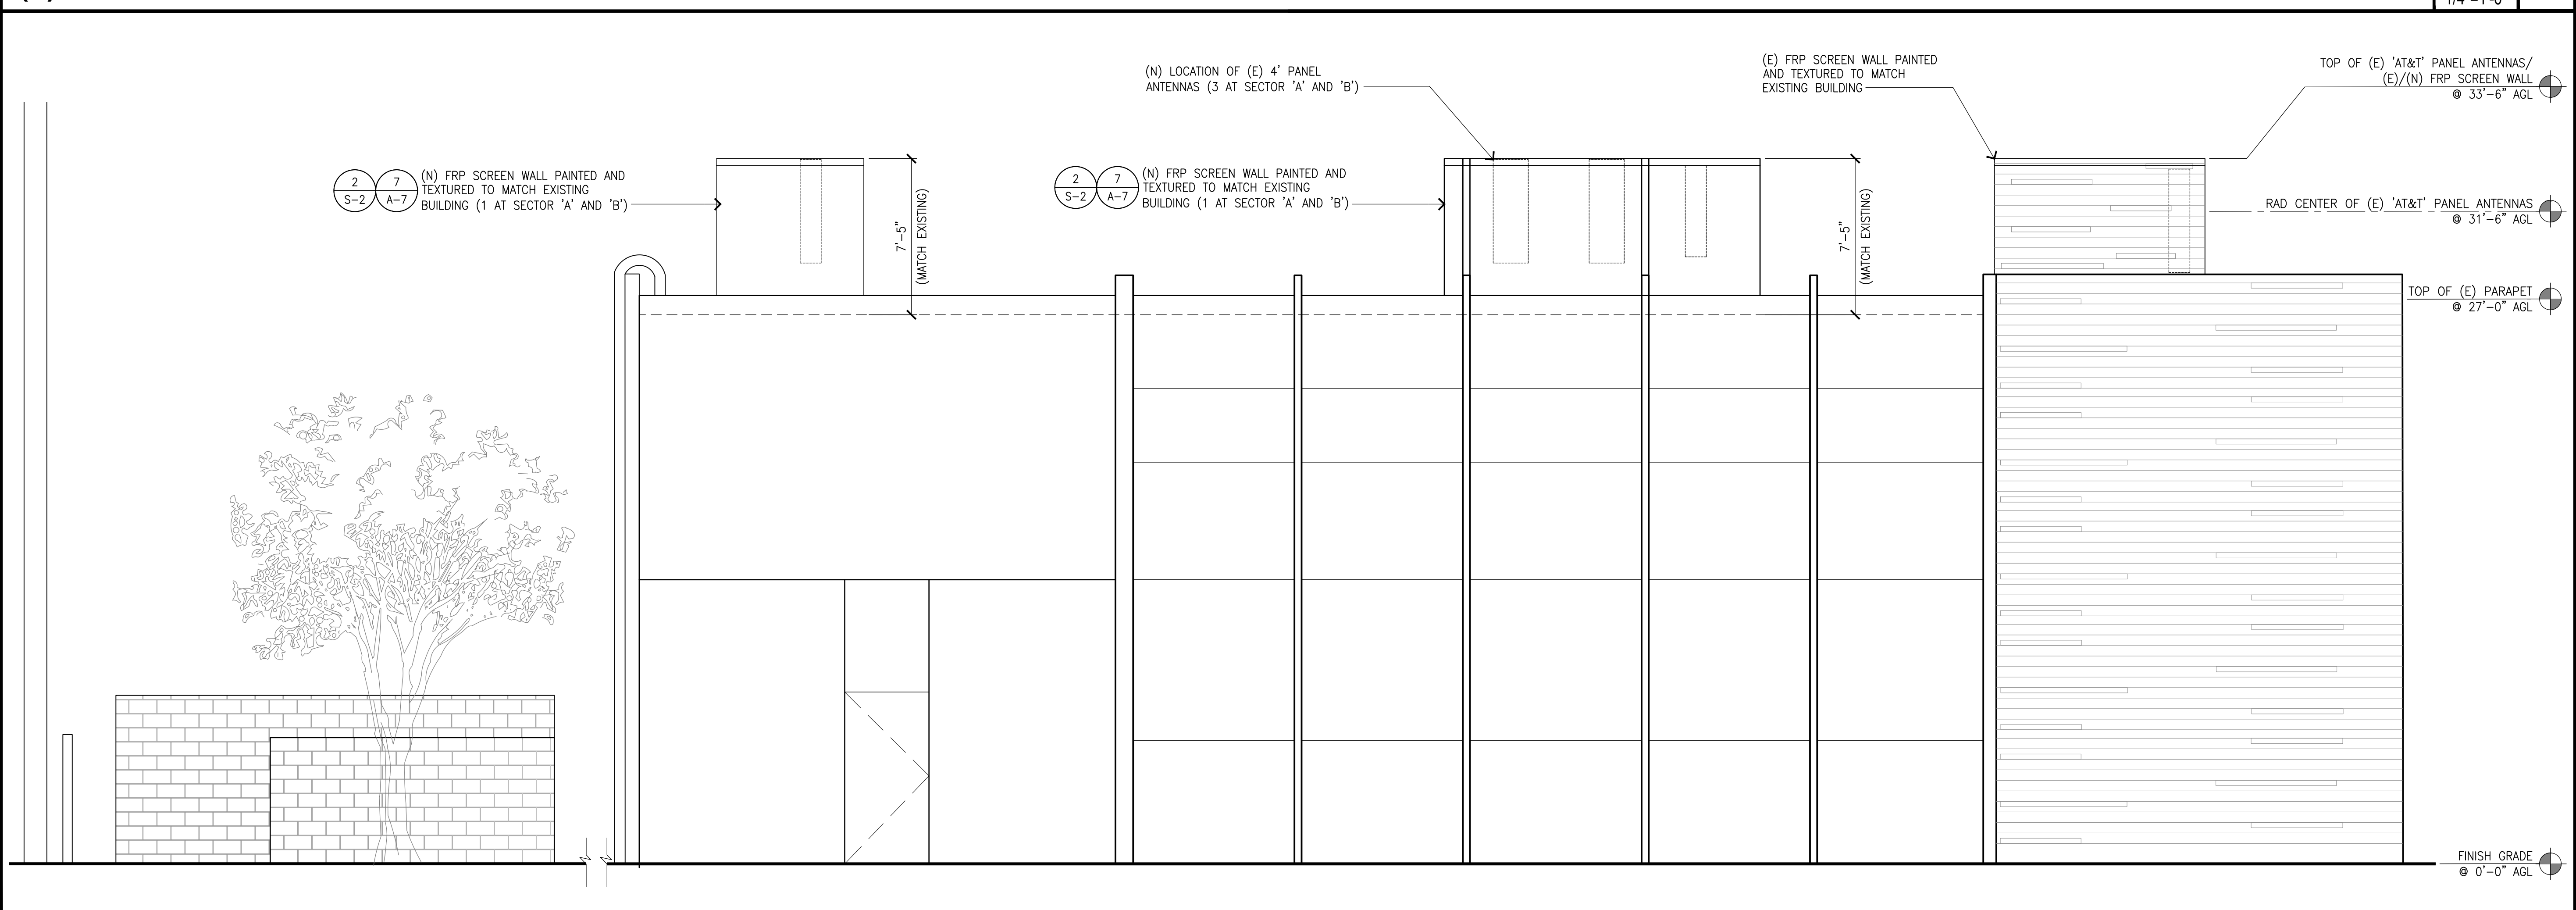 (N) LOCATION OF (E) 4' PANEL
ANTENNAS (3 AT SECTOR 'A' AND 'B')
(E) FRP SCREEN WALL PAINTED
AND TEXTURED TO MATCH
EXISTING BUILDING
TOP OF (E) 'AT&T' PANEL ANTENNAS/
(E)/(N) FRP SCREEN WALL
@ 33'-6" AGL
2
S-2
7
A-7
(N) FRP SCREEN WALL PAINTED AND
TEXTURED TO MATCH EXISTING
BUILDING (1 AT SECTOR 'A' AND 'B')
7'-5"
(MATCH EXISTING)
2
S-2
7
A-7
(N) FRP SCREEN WALL PAINTED AND
TEXTURED TO MATCH EXISTING
BUILDING (1 AT SECTOR 'A' AND 'B')
7'-5"
(MATCH EXISTING)
RAD CENTER OF (E) 'AT&T' PANEL ANTENNAS
@ 31'-6" AGL
TOP OF (E) PARAPET
@ 27'-0" AGL
FINISH GRADE
@ 0'-0" AGL